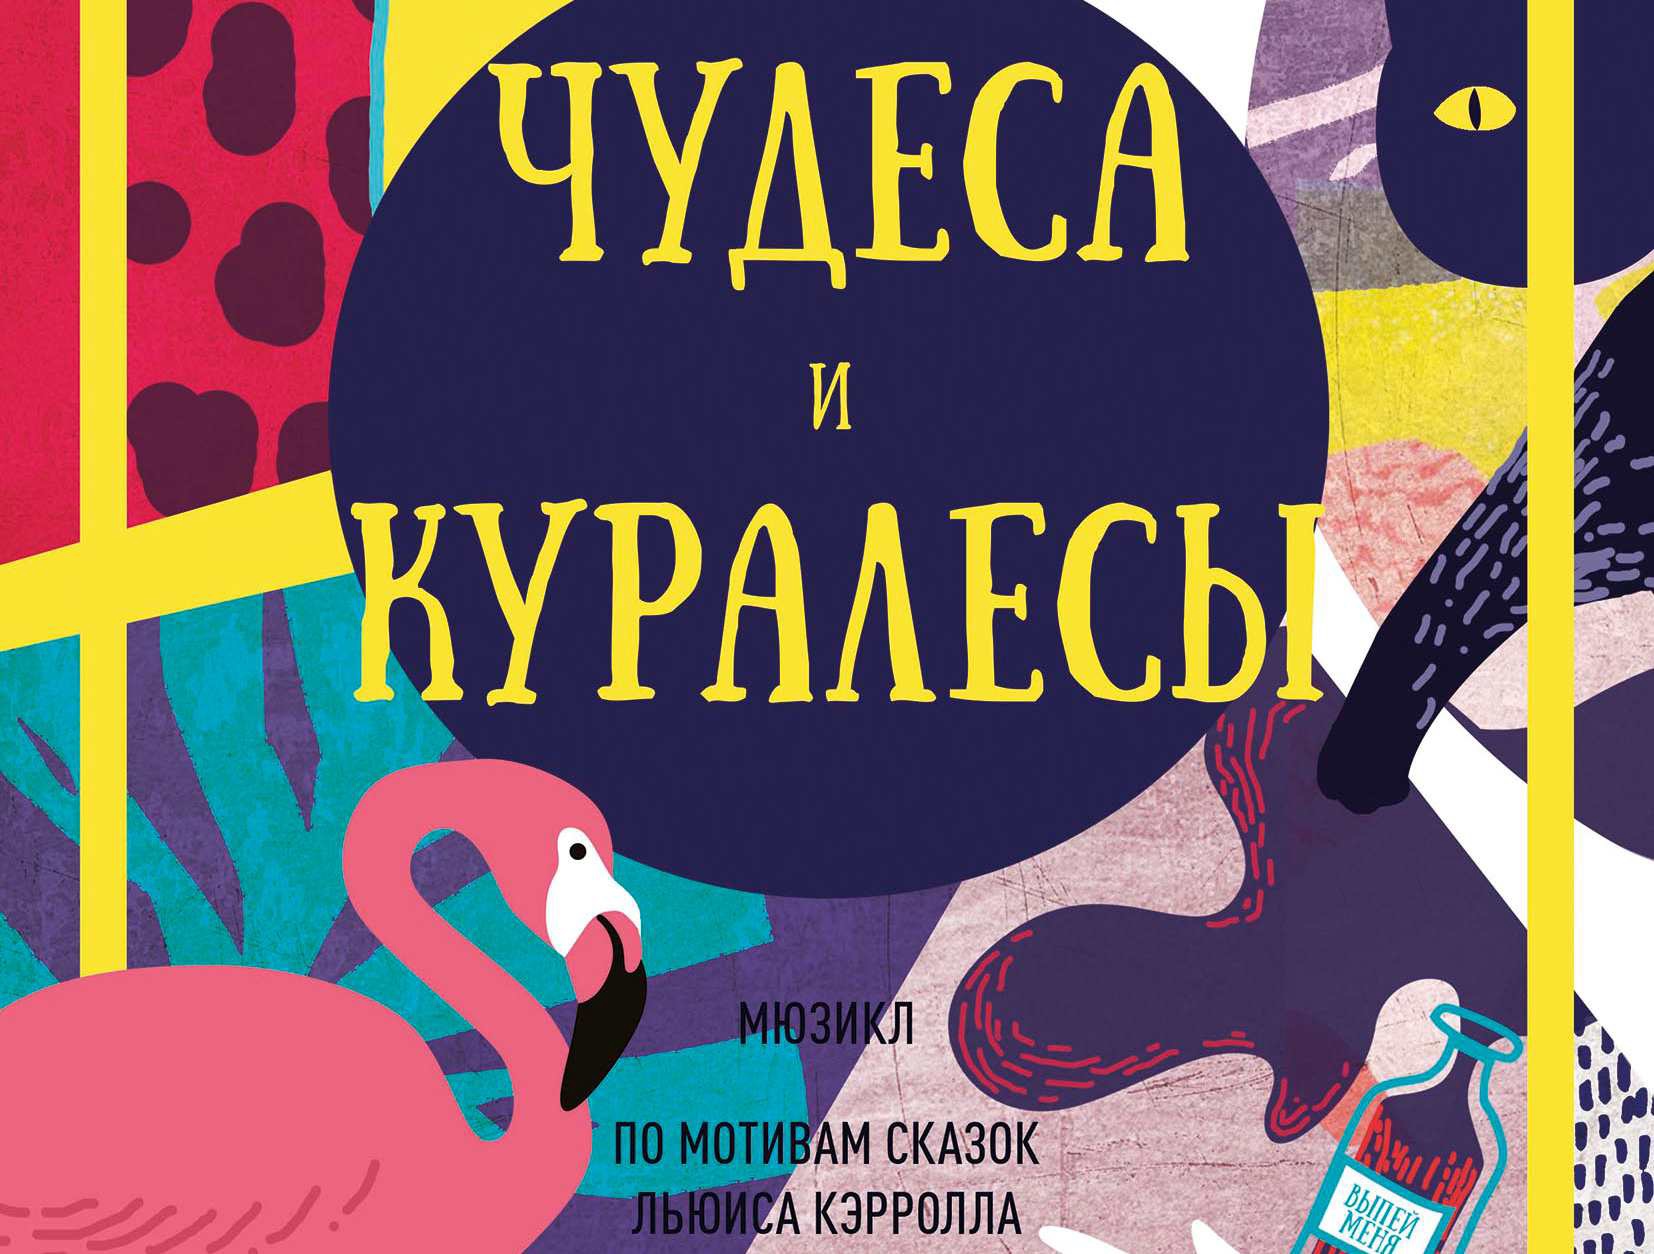 ЧУДЕСА
И
КУРАЛЕСЫ
МЮЗИКЛ
ПО МОТИВАМ СКАЗОК
ЛЬЮИСА КЭРРОЛЛА
ВЫПЕЙ
МЕНЯ